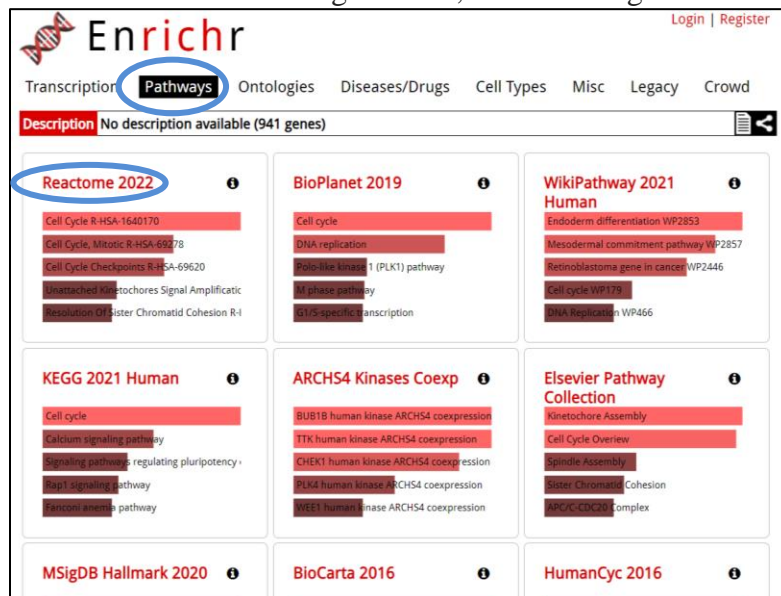 Login | Register
Enrichr
Transcription Pathways Ontologies Diseases/Drugs Cell Types Misc Legacy Crowd
Description No description available (941 genes)
Reactome 2022
Cell Cycle R-HSA-1640170
Cell Cycle, Mitotic R-HSA-69278
Cell Cycle Checkpoints R-HSA-69620
Unattached Kinetochores Signal Amplificatic
Resolution Of Sister Chromatid Cohesion R-
BioPlanet 2019
Cell cycle
DNA replication
Polo-like kinase 1 (PLK1) pathway
M phase pathway
G1/S-specific transcription
WikiPathway 2021
Human
Endoderm differentiation WP2853
Mesodermal commitment pathway WP2857
Retinoblastoma gene in cancer WP2446
Cell cycle WP179
DNA Replication WP466
KEGG 2021 Human
Cell cycle
Calcium signaling pathway
Signaling pathways regulating pluripotency
Rap1 signaling pathway
Fanconi anemia pathway
ARCHS4 Kinases Coexp
BUB1B human kinase ARCHS4 coexpression
TTK human kinase ARCHS4 coexpression
CHEK1 human kinase ARCHS4 coexpression
PLK4 human kinase ARCHS4 coexpression
WEE1 human kinase ARCHS4 coexpression
Elsevier Pathway
Collection
Kinetochore Assembly
Cell Cycle Overiew
Spindle Assembly
Sister Chromatid Cohesion
APC/C-CDC20 Complex
MSigDB Hallmark 2020
BioCarta 2016
HumanCyc 2016